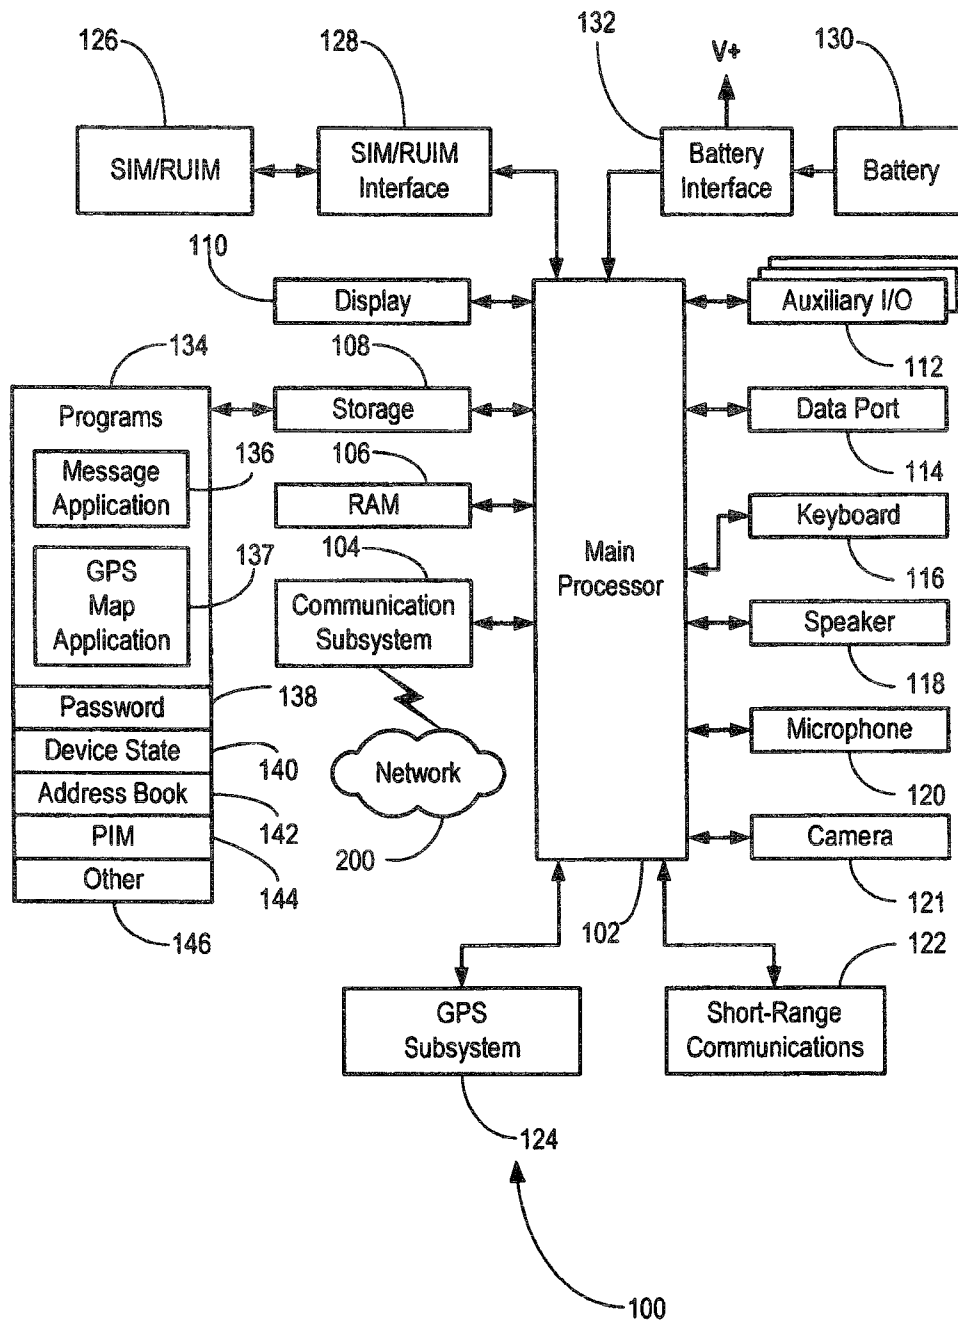 126
128
132
V+
130
SIM/RUIM
SIM/RUIM
Interface
Battery
Interface
Battery
110
Display
Auxiliary I/O
112
134
108
Programs
Storage
Data Port
114
Message
Application
136
106
RAM
Keyboard
116
GPS
Map
Application
137
104
Communication
Subsystem
Main
Processor
Speaker
118
Password
138
Device State
140
Network
200
Microphone
120
Address Book
142
PIM
144
Camera
121
Other
146
102
122
GPS
Subsystem
Short-Range
Communications
124
100